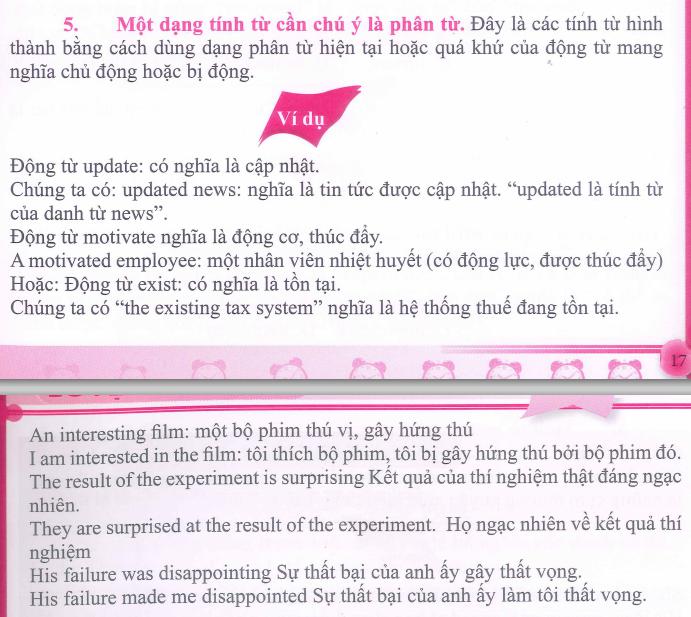 5. Một dạng tính từ cần chú ý là phân từ. Đây là các tính từ hình
thành bằng cách dùng dạng phân từ hiện tại hoặc quá khứ của động từ mang
nghĩa chủ động hoặc bị động.
Ví dụ
Động từ update: có nghĩa là cập nhật.
Chúng ta có: updated news: nghĩa là tin tức được cập nhật. “updated là tính từ
của danh từ news”.
Động từ motivate nghĩa là động cơ, thúc đẩy.
A motivated employee: một nhân viên nhiệt huyết (có động lực, được thúc đẩy)
Hoặc: Động từ exist: có nghĩa là tồn tại.
Chúng ta có “the existing tax system” nghĩa là hệ thống thuế đang tồn tại.
17
An interesting film: một bộ phim thú vị, gây hứng thú
I am interested in the film: tôi thích bộ phim, tôi bị gây hứng thú bởi bộ phim đó.
The result of the experiment is surprising Kết quả của thí nghiệm thật đáng ngạc
nhiên.
They are surprised at the result of the experiment. Họ ngạc nhiên về kết quả thí
nghiệm
His failure was disappointing Sự thất bại của anh ấy gây thất vọng.
His failure made me disappointed Sự thất bại của anh ấy làm tôi thất vọng.